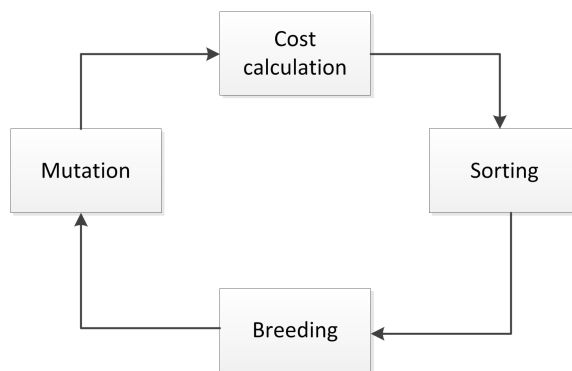 Cost
calculation
Mutation
Sorting
Breeding